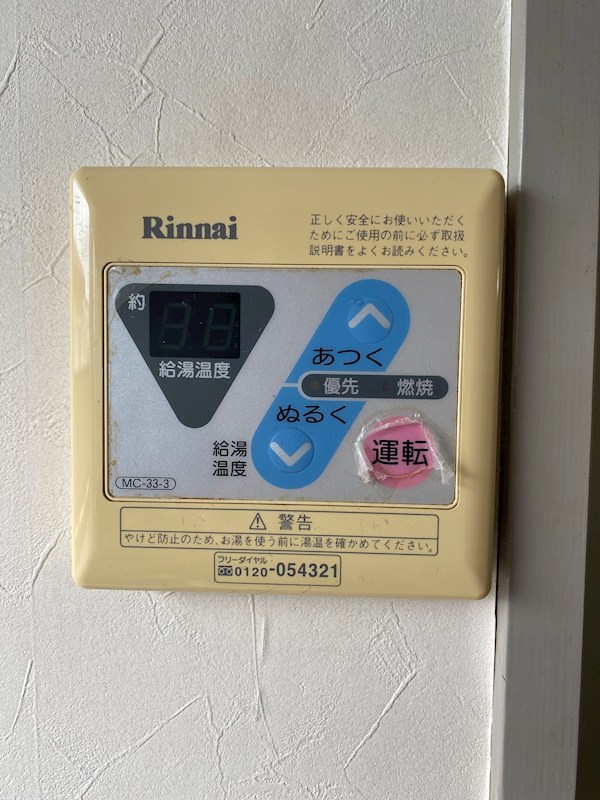 Rinnai
正しく安全にお使いいただく
ためにご使用の前に必ず取扱
説明書をよくお読みください。
約
給湯温度
あつく
優先 燃焼
ぬるく
給湯
温度
運転
MC-33-3
警告
やけど防止のため、お湯を使う前に湯温を確かめてください。
フリーダイヤル
0120-054321